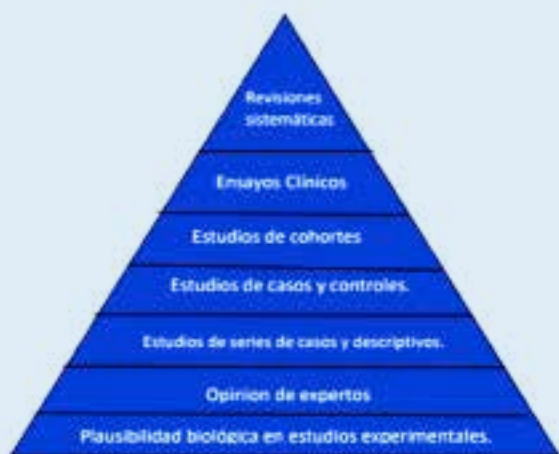 Revisiones
sistemáticas
Ensayos Clínicos
Estudios de cohortes
Estudios de casos y controles.
Estudios de series de casos y descriptivos.
Opinion de expertos
Plausibilidad biológica en estudios experimentales.